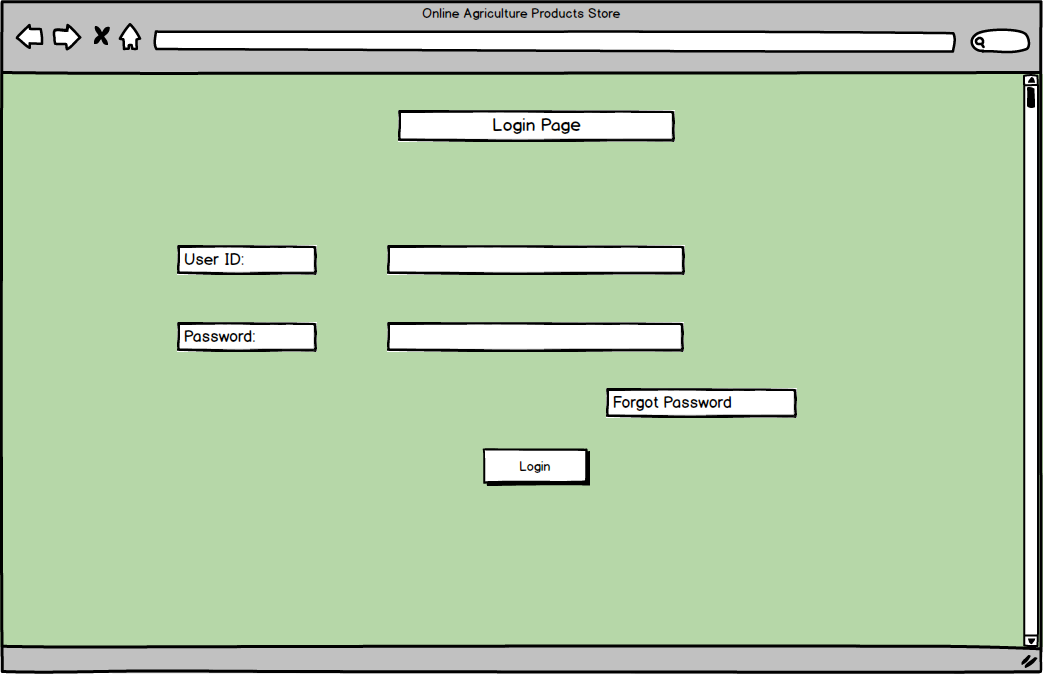 Online Agriculture Products Store
Login Page
User ID:
Password:
Forgot Password
Login